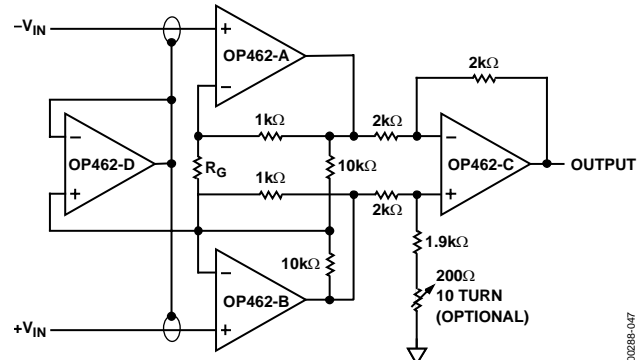 −VIN
+
OP462-A
−
2kΩ
1kΩ
2kΩ
−
OP462-D
+
RG
10kΩ
−
OP462-C
+
OUTPUT
1kΩ
2kΩ
1.9kΩ
10kΩ
−
OP462-B
+
200Ω
10 TURN
(OPTIONAL)
+VIN
00288-047